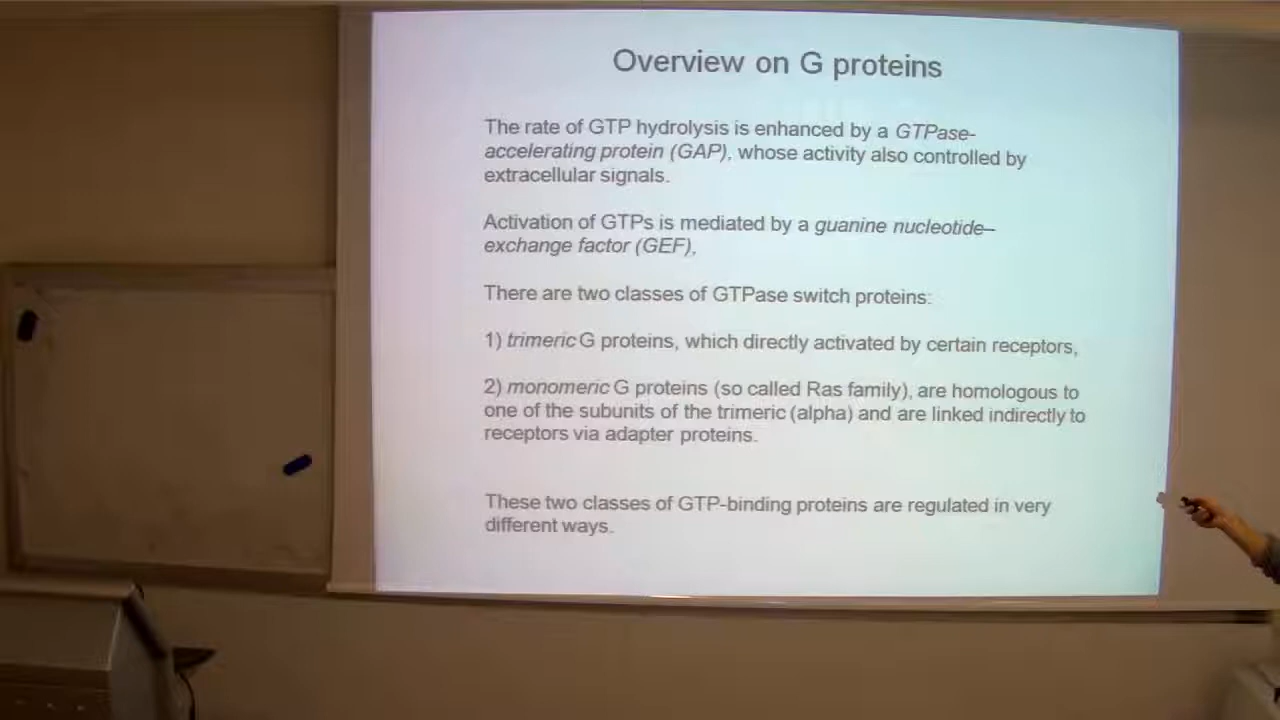 Overview on G proteins
The rate of GTP hydrolysis is enhanced by a GTPase-
accelerating protein (GAP), whose activity also controlled by
extracellular signals.
Activation of GTPs is mediated by a guanine nucleotide–
exchange factor (GEF),
There are two classes of GTPase switch proteins:
1) trimeric G proteins, which directly activated by certain receptors,
2) monomeric G proteins (so called Ras family), are homologous to
one of the subunits of the trimeric (alpha) and are linked indirectly to
receptors via adapter proteins.
These two classes of GTP-binding proteins are regulated in very
different ways.